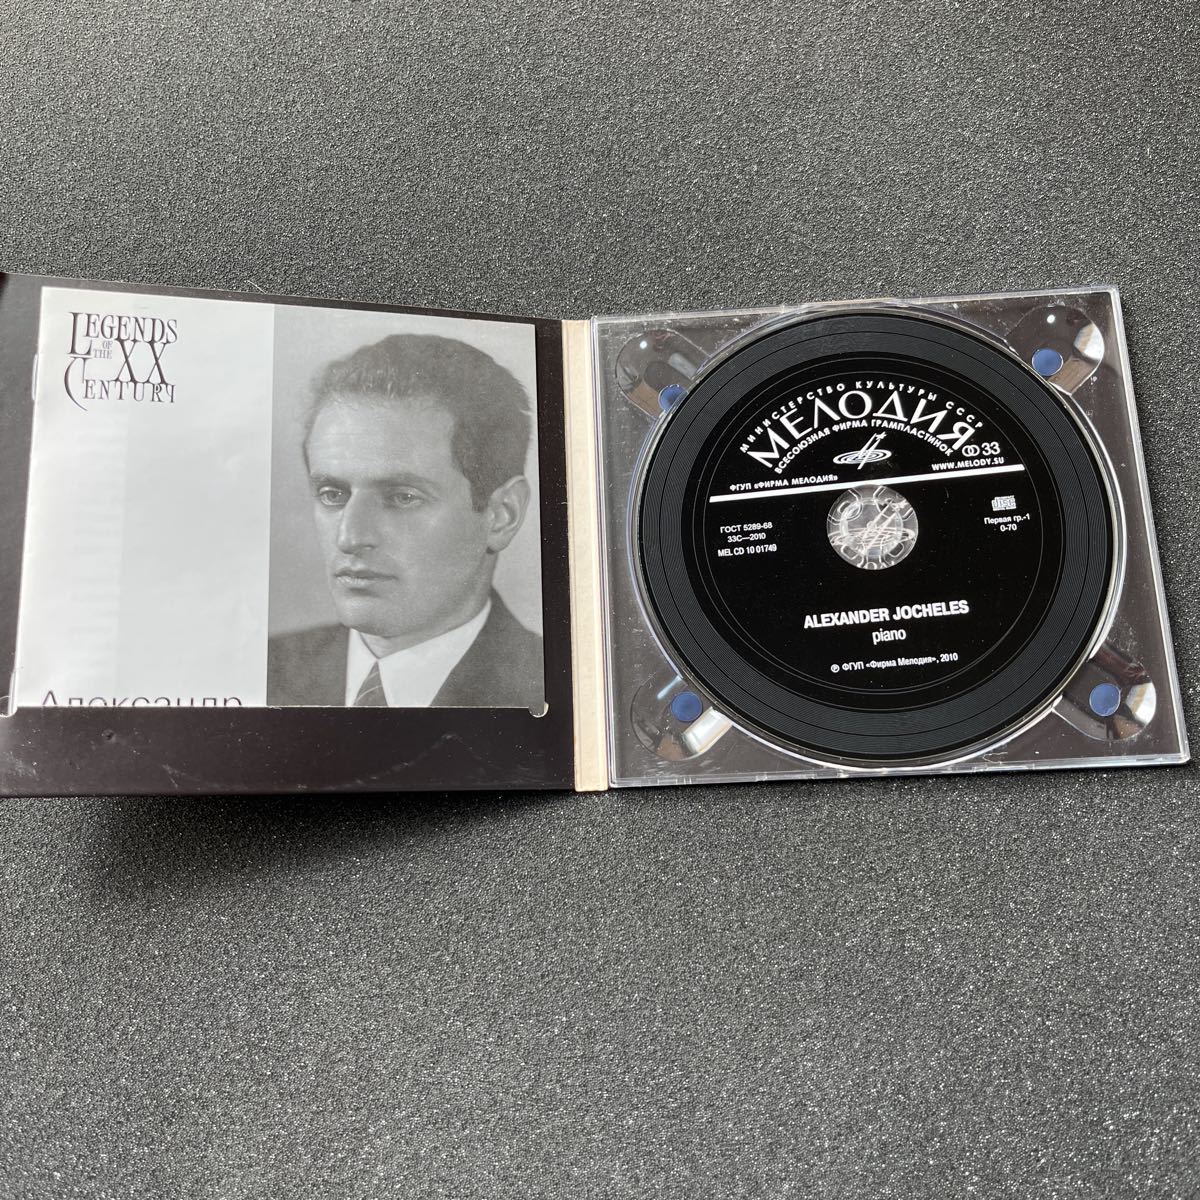 LEGENDS
OF THE XX
CENTURY
Александр
МИНИСТЕРСТВО КУЛЬТУРЫ СССР
МЕЛОДИЯ
ВСЕСОЮЗНАЯ ФИРМА ГРАМПЛАСТИНОК
33
WWW.MELODY.SU
ФГУП «ФИРМА МЕЛОДИЯ»
ГОСТ 5289-68
33С—2010
MEL CD 10 01749
disc
Первая гр.-1
0-70
ALEXANDER JOCHELES
piano
℗ ФГУП «Фирма Мелодия», 2010